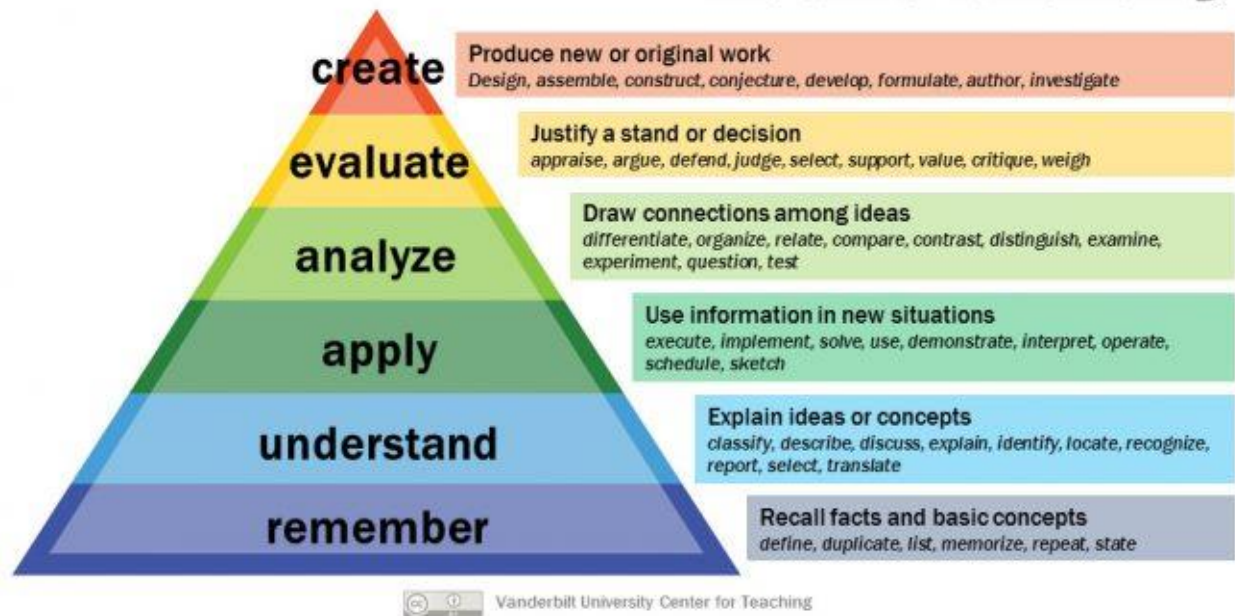 create
Produce new or original work
Design, assemble, construct, conjecture, develop, formulate, author, investigate
evaluate
Justify a stand or decision
appraise, argue, defend, judge, select, support, value, critique, weigh
analyze
Draw connections among ideas
differentiate, organize, relate, compare, contrast, distinguish, examine,
experiment, question, test
apply
Use information in new situations
execute, implement, solve, use, demonstrate, interpret, operate,
schedule, sketch
understand
Explain ideas or concepts
classify, describe, discuss, explain, identify, locate, recognize,
report, select, translate
remember
Recall facts and basic concepts
define, duplicate, list, memorize, repeat, state
cc
Vanderbilt University Center for Teaching